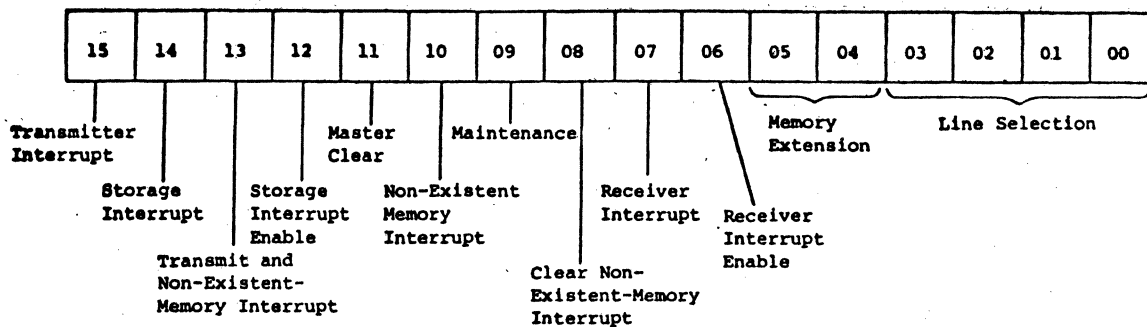 15 14 13 12 11 10 09 08 07 06 05 04 03 02 01 00
Transmitter
Interrupt
Storage
Interrupt
Transmit and
Non-Existent-
Memory Interrupt
Storage
Interrupt
Enable
Master
Clear
Non-Existent
Memory
Interrupt
Maintenance
Clear Non-
Existent-Memory
Interrupt
Receiver
Interrupt
Receiver
Interrupt
Enable
Memory
Extension
Line Selection